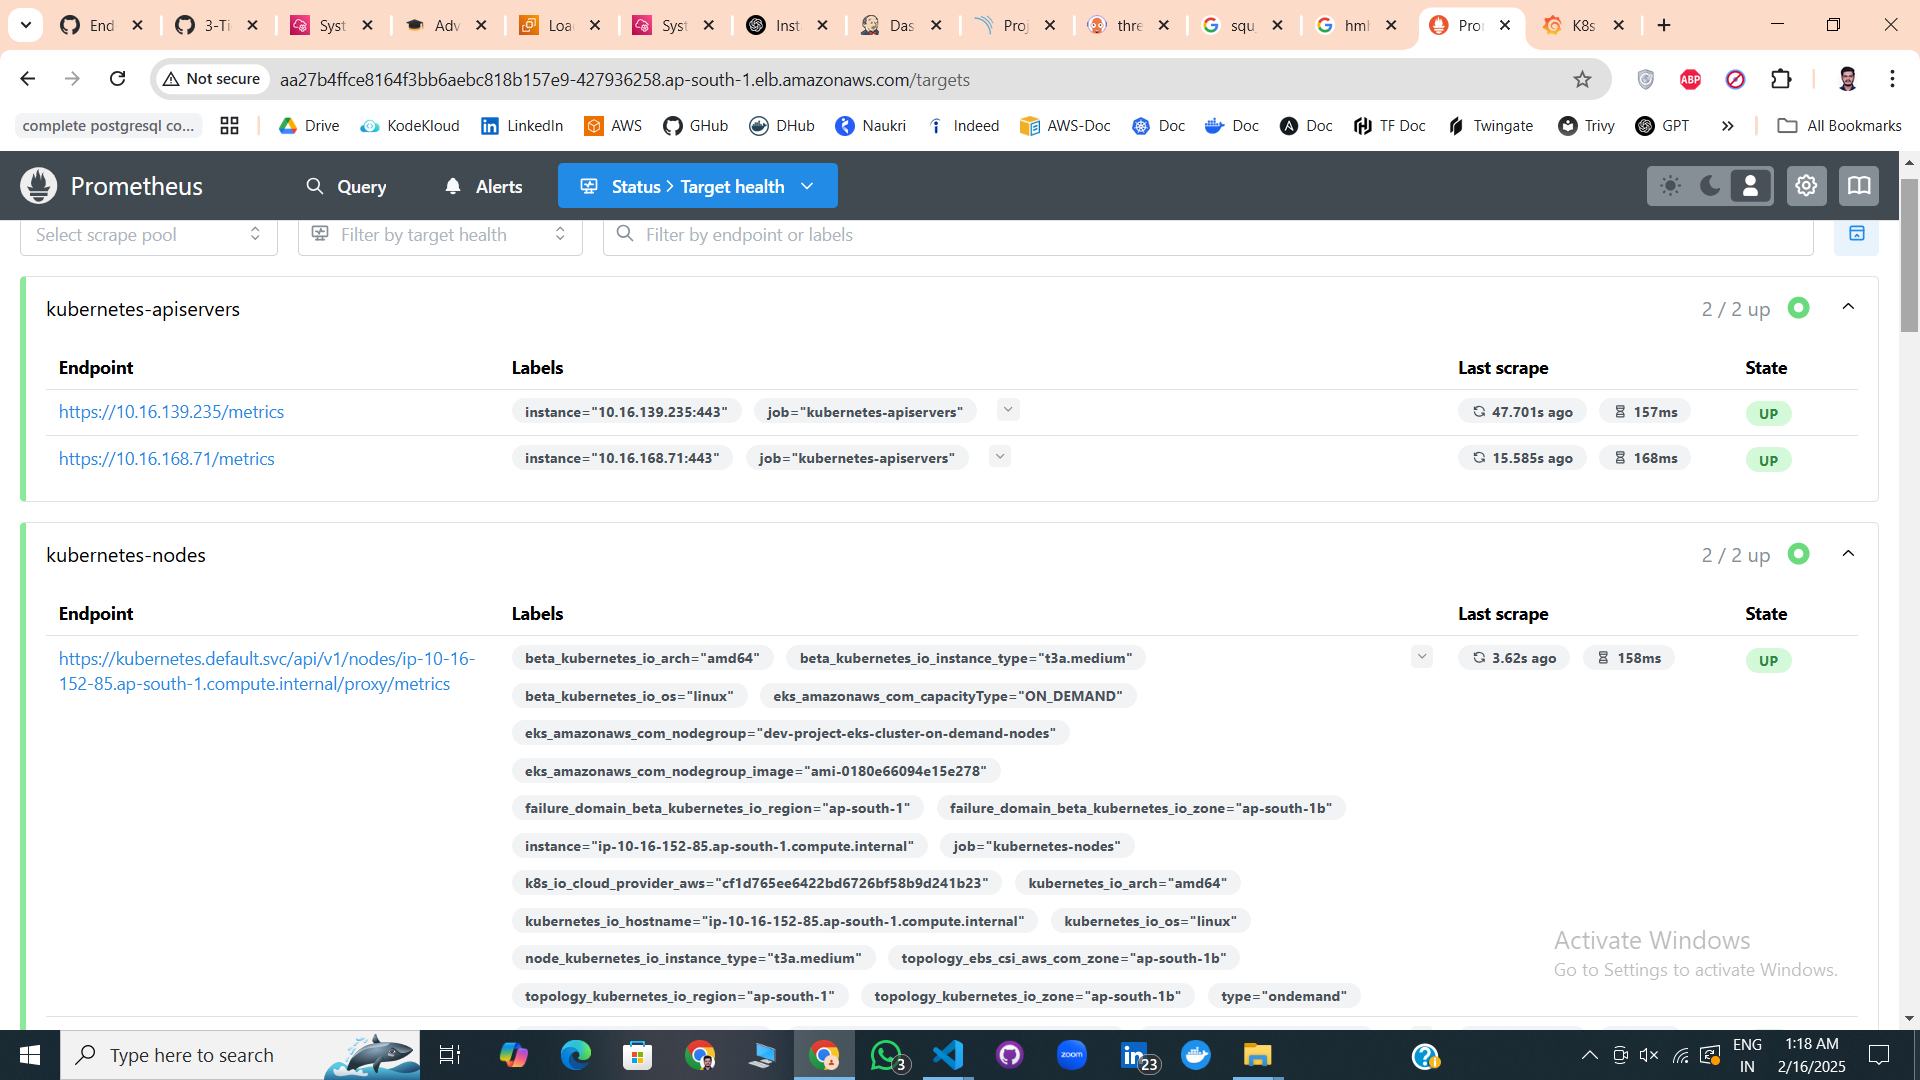 End
3-Ti
Syst
Adv
Loa
Syst
Inst
Das
Proj
thre
squ
hmh
Pro
K8s
Not secure
aa27b4ffce8164f3bb6aebc818b157e9-427936258.ap-south-1.elb.amazonaws.com/targets
ABP
complete postgresql co...
Drive
KodeKloud
LinkedIn
AWS
GHub
DHub
Naukri
Indeed
AWS-Doc
Doc
Doc
Doc
TF Doc
Twingate
Trivy
GPT
All Bookmarks
Prometheus
Query
Alerts
Status > Target health
Select scrape pool
Filter by target health
Filter by endpoint or labels
kubernetes-apiservers
2 / 2 up
Endpoint Labels Last scrape State
https://10.16.139.235/metrics instance="10.16.139.235:443" job="kubernetes-apiservers" 47.701s ago 157ms UP
https://10.16.168.71/metrics instance="10.16.168.71:443" job="kubernetes-apiservers" 15.585s ago 168ms UP
kubernetes-nodes
2 / 2 up
Endpoint Labels Last scrape State
https://kubernetes.default.svc/api/v1/nodes/ip-10-16-
152-85.ap-south-1.compute.internal/proxy/metrics
beta_kubernetes_io_arch="amd64" beta_kubernetes_io_instance_type="t3a.medium"
3.62s ago 158ms UP
beta_kubernetes_io_os="linux" eks_amazonaws_com_capacityType="ON_DEMAND"
eks_amazonaws_com_nodegroup="dev-project-eks-cluster-on-demand-nodes"
eks_amazonaws_com_nodegroup_image="ami-0180e66094e15e278"
failure_domain_beta_kubernetes_io_region="ap-south-1" failure_domain_beta_kubernetes_io_zone="ap-south-1b"
instance="ip-10-16-152-85.ap-south-1.compute.internal" job="kubernetes-nodes"
k8s_io_cloud_provider_aws="cf1d765ee6422bd6726bf58b9d241b23" kubernetes_io_arch="amd64"
kubernetes_io_hostname="ip-10-16-152-85.ap-south-1.compute.internal" kubernetes_io_os="linux"
node_kubernetes_io_instance_type="t3a.medium" topology_ebs_csi_aws_com_zone="ap-south-1b"
topology_kubernetes_io_region="ap-south-1" topology_kubernetes_io_zone="ap-south-1b" type="ondemand"
Activate Windows
Go to Settings to activate Windows.
Type here to search
3
zoom
23
ENG
IN
1:18 AM
2/16/2025